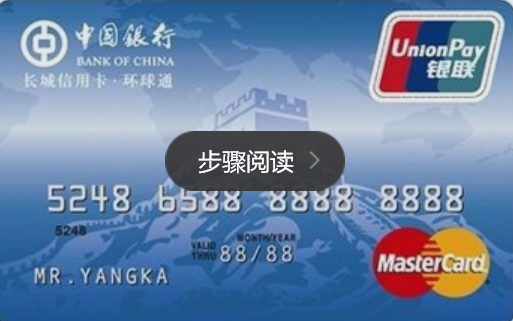 中国银行
BANK OF CHINA
长城信用卡·环球通
UnionPay
银联
步骤阅读
5248 6588 8888 8888
5248
MONTH/YEAR
VALID THRU 88/88
MR.YANGKA
MasterCard